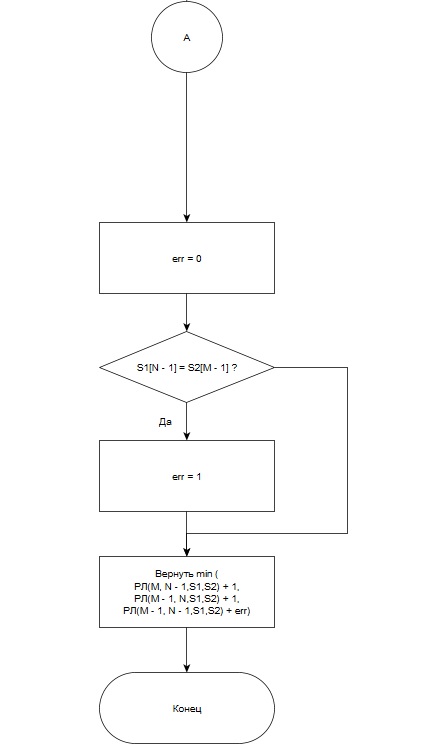 A
err = 0
S1[N - 1] = S2[M - 1] ?
Да
err = 1
Вернуть min (
РЛ(M, N - 1,S1,S2) + 1,
РЛ(M - 1, N,S1,S2) + 1,
РЛ(M - 1, N - 1,S1,S2) + err)
Конец